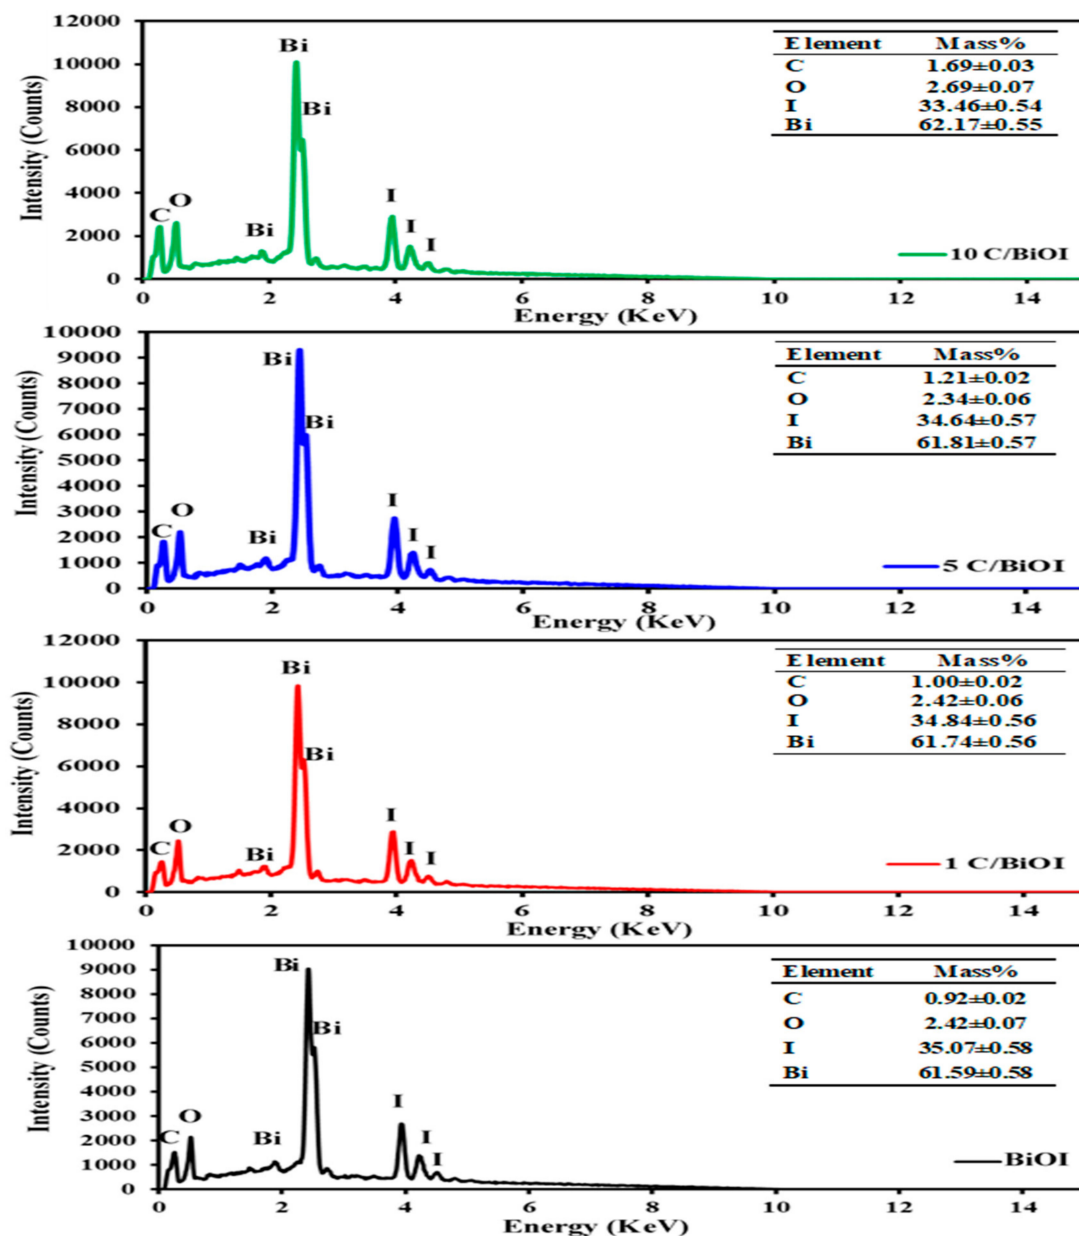 12000
10000
8000
6000
4000
2000
0
Intensity (Counts)
Bi
Bi
C
O
Bi
I
I
I
Element Mass%
C 1.69±0.03
O 2.69±0.07
I 33.46±0.54
Bi 62.17±0.55
10 C/BiOI
0 2 4 6 8 10 12 14
Energy (KeV)
10000
9000
8000
7000
6000
5000
4000
3000
2000
1000
0
Intensity (Counts)
Bi
Bi
C
O
Bi
I
I
I
Element Mass%
C 1.21±0.02
O 2.34±0.06
I 34.64±0.57
Bi 61.81±0.57
5 C/BiOI
0 2 4 6 8 10 12 14
Energy (KeV)
12000
10000
8000
6000
4000
2000
0
Intensity (Counts)
Bi
Bi
C
O
Bi
I
I
I
Element Mass%
C 1.00±0.02
O 2.42±0.06
I 34.84±0.56
Bi 61.74±0.56
1 C/BiOI
0 2 4 6 8 10 12 14
Energy (KeV)
10000
9000
8000
7000
6000
5000
4000
3000
2000
1000
0
Intensity (Counts)
Bi
Bi
C
O
Bi
I
I
I
Element Mass%
C 0.92±0.02
O 2.42±0.07
I 35.07±0.58
Bi 61.59±0.58
BiOI
0 2 4 6 8 10 12 14
Energy (KeV)